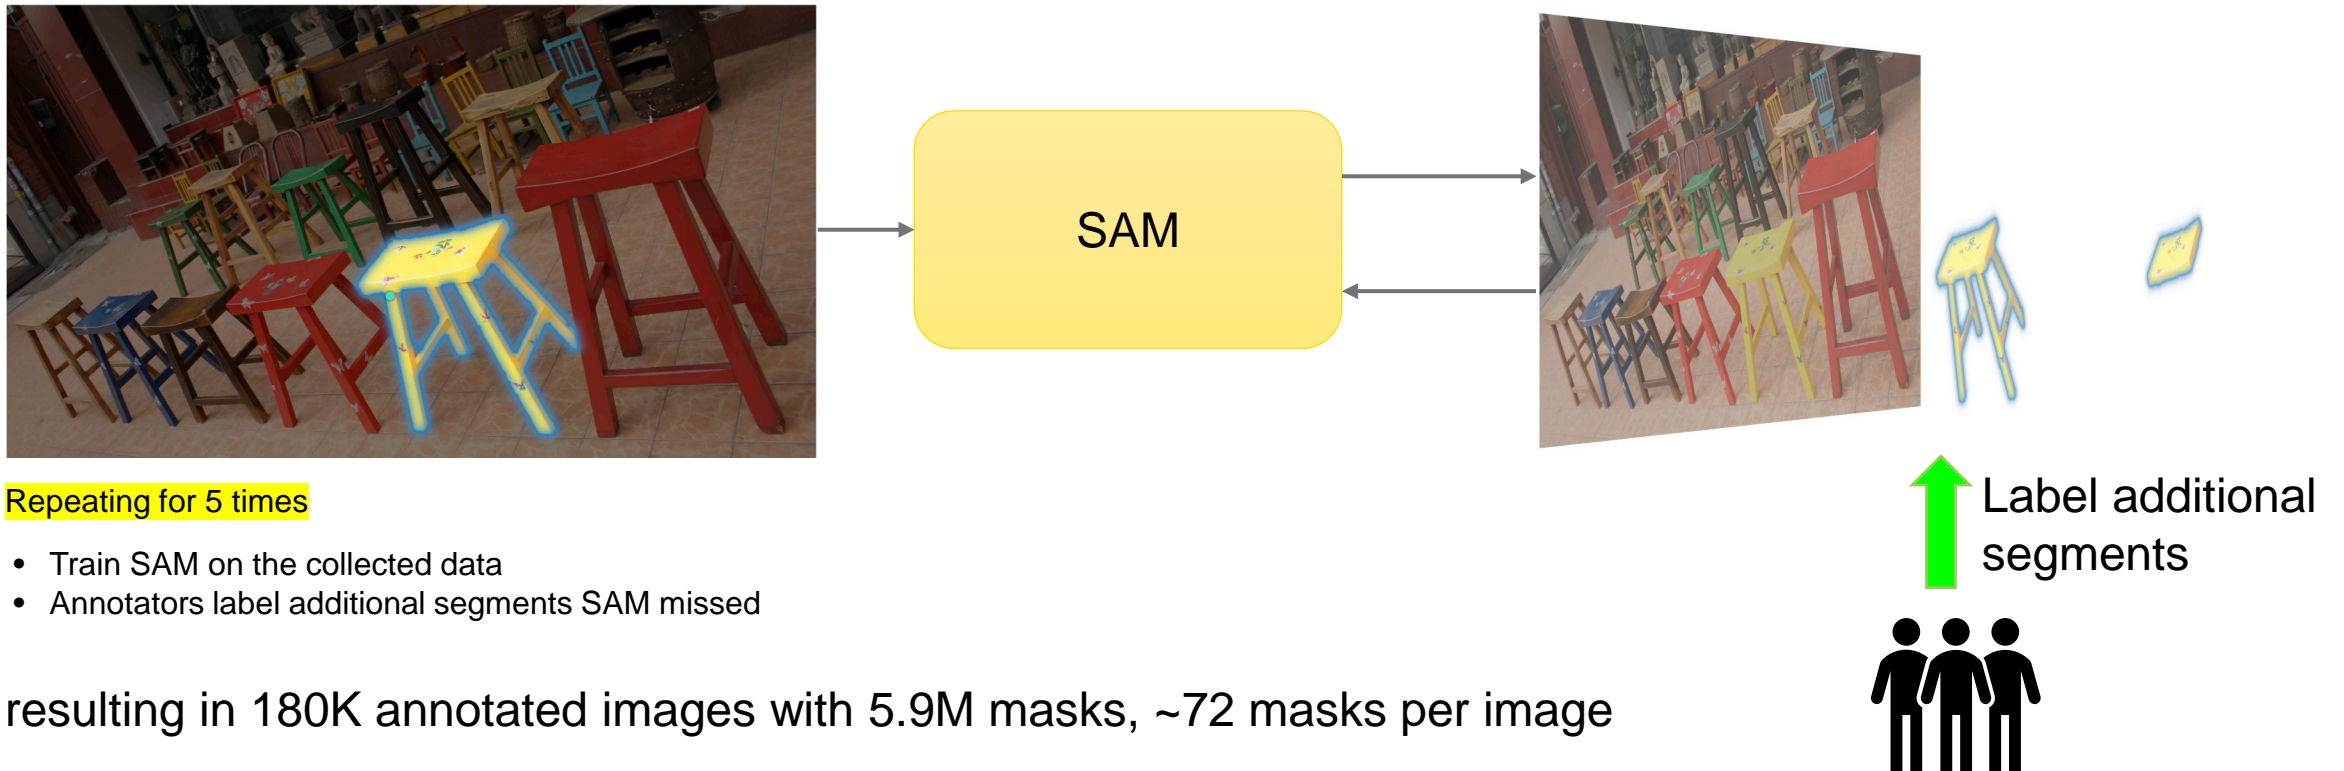 SAM
Repeating for 5 times
• Train SAM on the collected data
• Annotators label additional segments SAM missed
Label additional
segments
resulting in 180K annotated images with 5.9M masks, ~72 masks per image